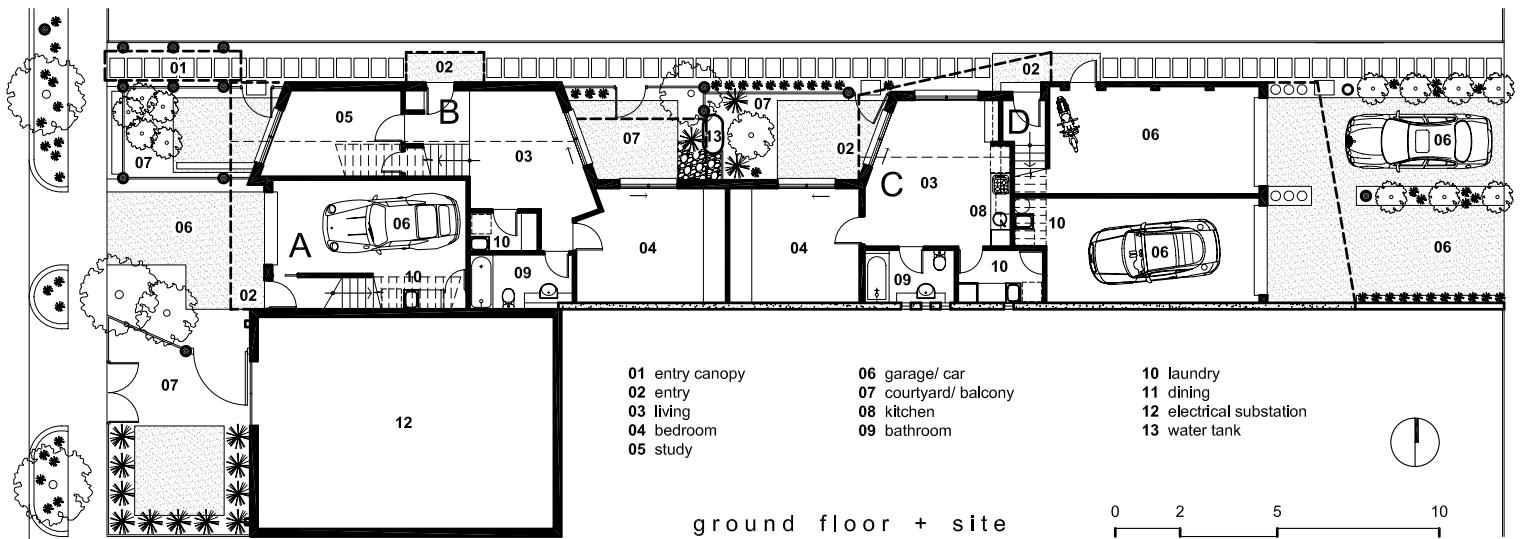 01
02
02
B
D
05
07
13
06
06
07
07
03
02
C
03
06
A
06
08
10
06
06
10
04
04
10
09
09
10
02
07
12
01 entry canopy
02 entry
03 living
04 bedroom
05 study
06 garage/ car
07 courtyard/ balcony
08 kitchen
09 bathroom
10 laundry
11 dining
12 electrical substation
13 water tank
ground floor + site
0 2 5 10